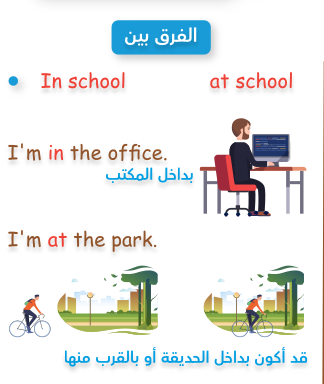 الفرق بين
In school at school
I'm in the office.
بداخل المكتب
I'm at the park.
قد أكون بداخل الحديقة أو بالقرب منها